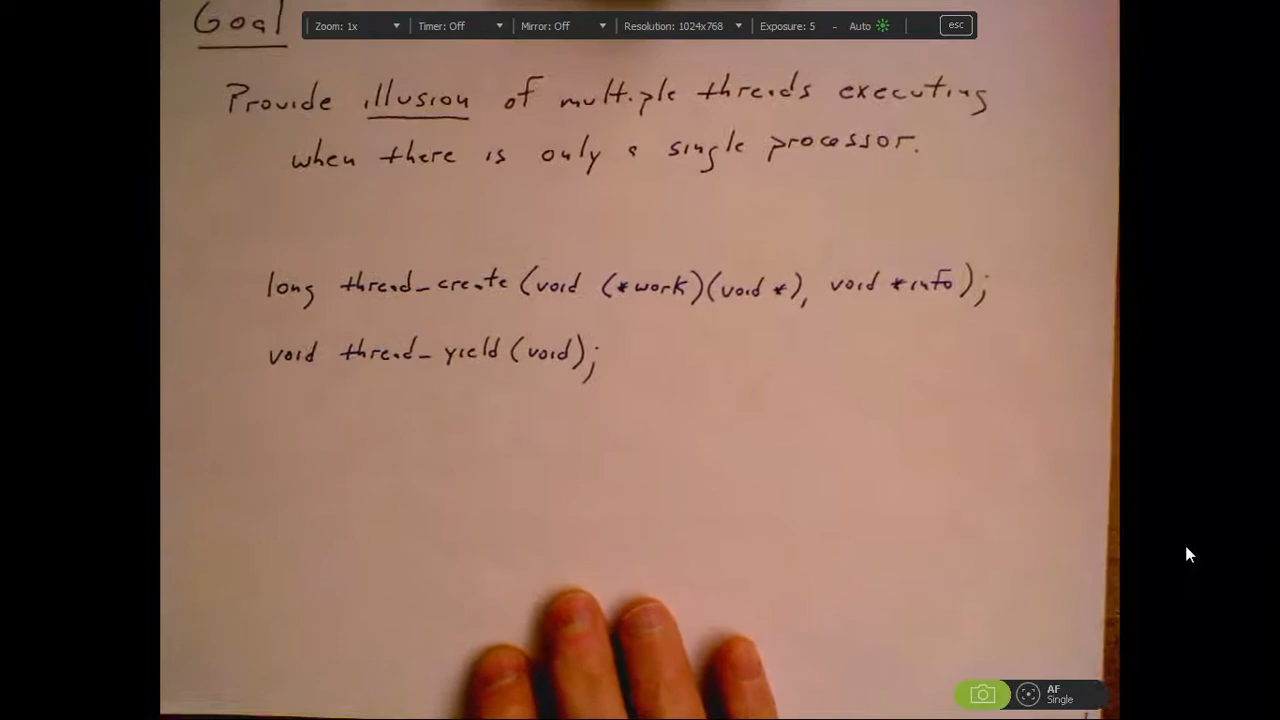 Goal
Zoom: 1x Timer: Off Mirror: Off Resolution: 1024x768 Exposure: 5 - Auto esc
Provide illusion of multiple threads executing
when there is only a single processor.
long thread_create (void (*work)(void *), void *info);
void thread_yield (void);
AF
Single